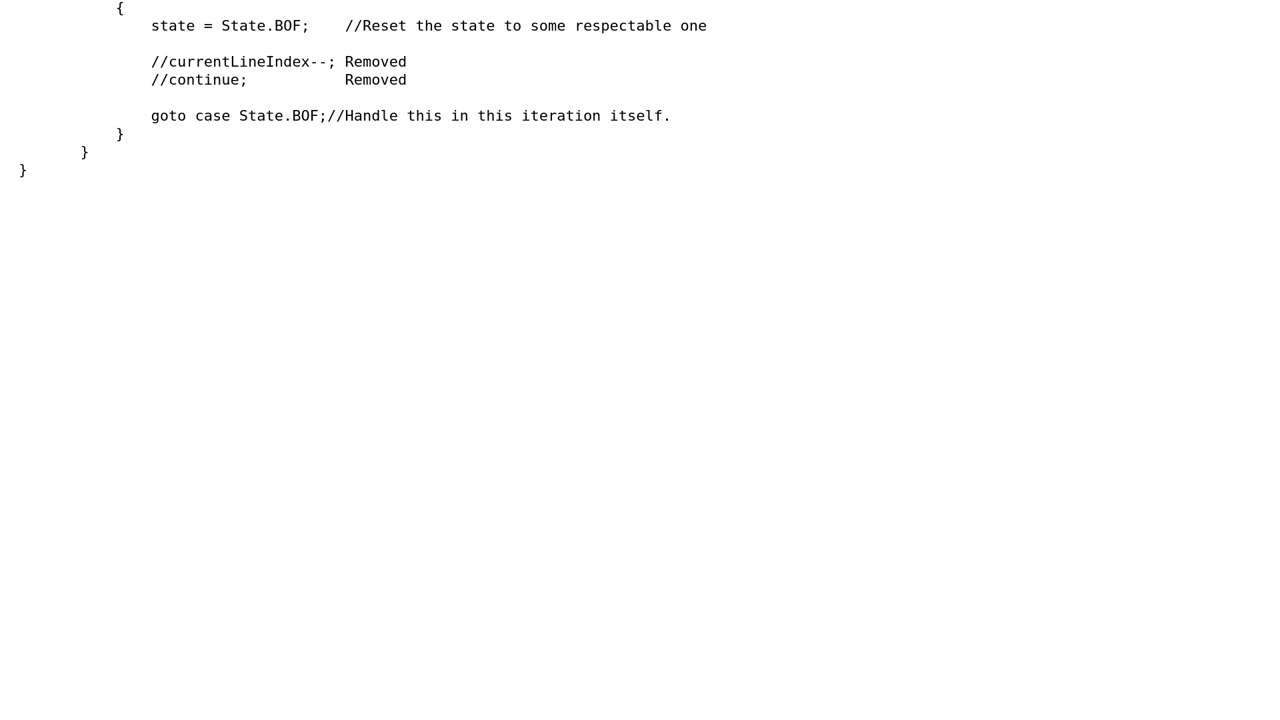 {
state = State.BOF;    //Reset the state to some respectable one
//currentLineIndex--; Removed
//continue;           Removed
goto case State.BOF;//Handle this in this iteration itself.
}
}
}